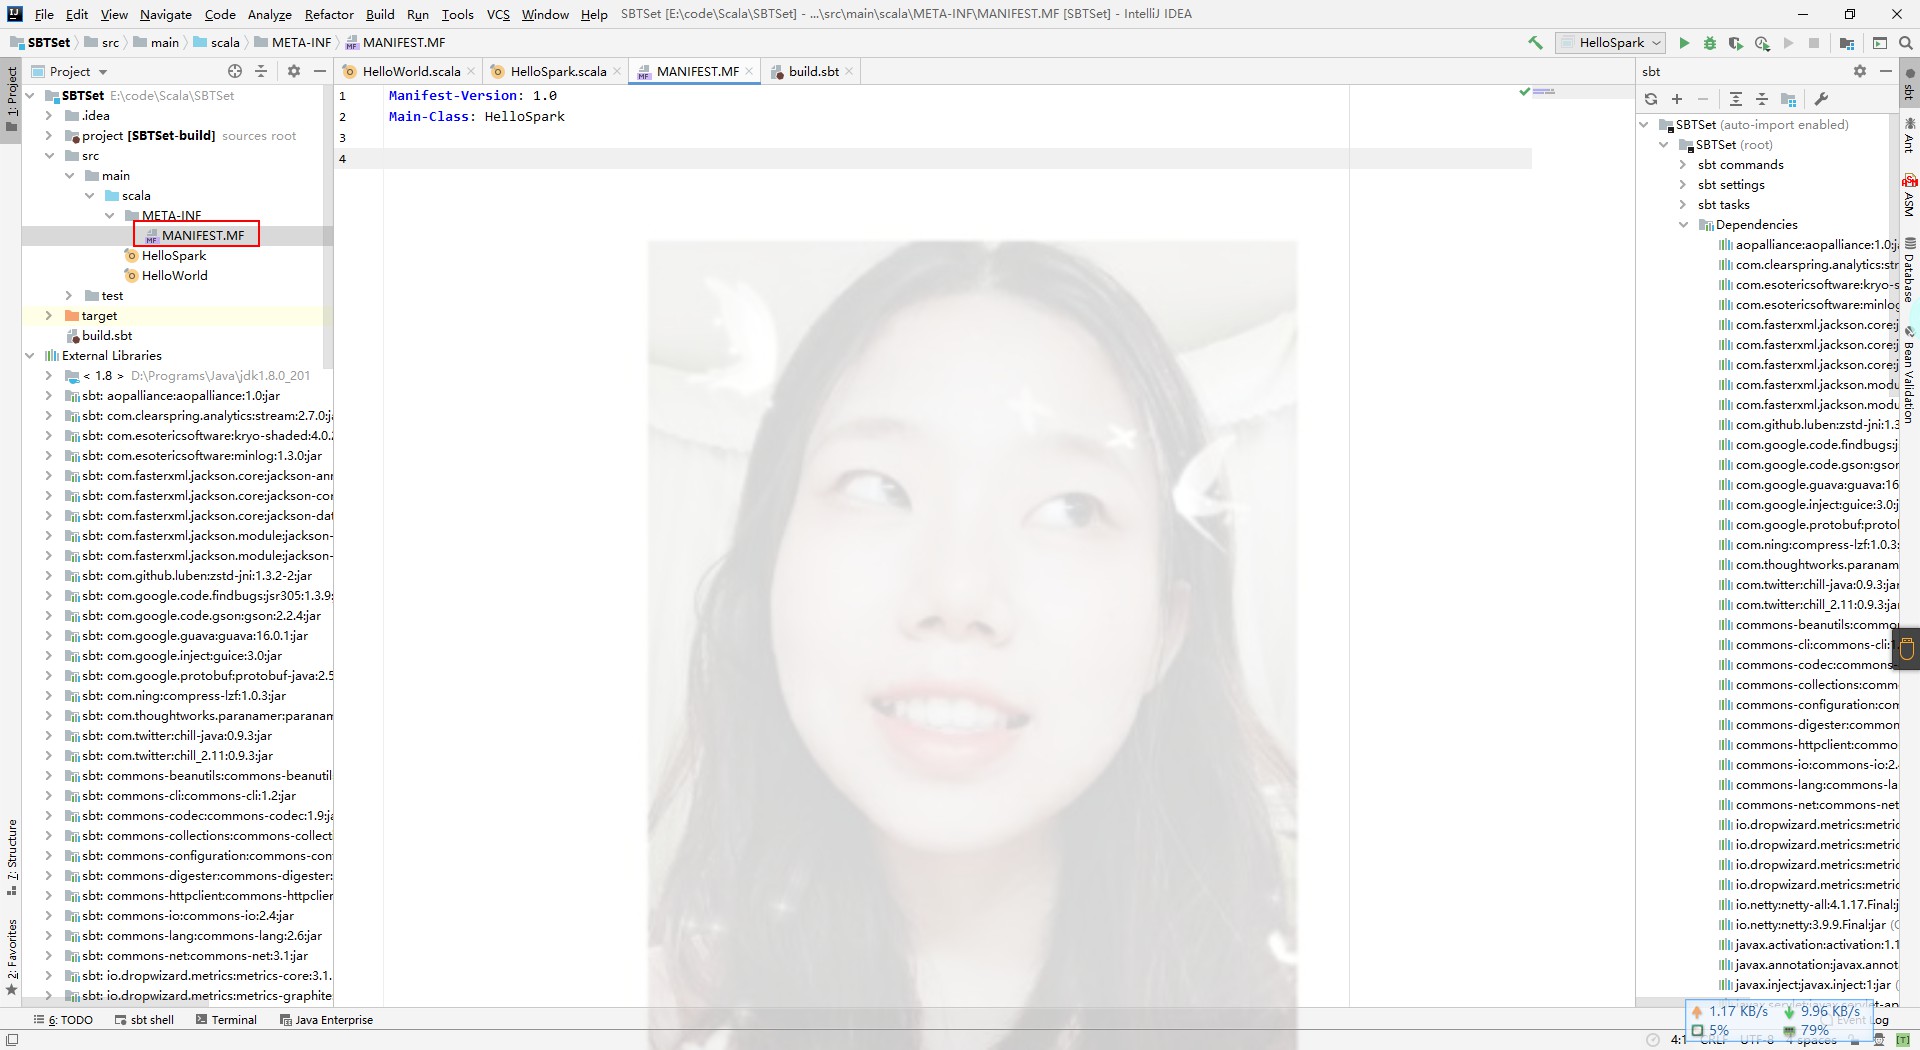 File Edit View Navigate Code Analyze Refactor Build Run Tools VCS Window Help SBTSet [E:\code\Scala\SBTSet] - ...\src\main\scala\META-INF\MANIFEST.MF [SBTSet] - IntelliJ IDEA
SBTSet src main scala META-INF MANIFEST.MF
HelloSpark
Project
HelloWorld.scala
HelloSpark.scala
MANIFEST.MF
build.sbt
sbt
1: Project
7: Structure
2: Favorites
SBTSet E:\code\Scala\SBTSet
.idea
project [SBTSet-build] sources root
src
main
scala
META-INF
MANIFEST.MF
HelloSpark
HelloWorld
test
target
build.sbt
External Libraries
< 1.8 > D:\Programs\Java\jdk1.8.0_201
sbt: aopalliance:aopalliance:1.0:jar
sbt: com.clearspring.analytics:stream:2.7.0:ja
sbt: com.esotericsoftware:kryo-shaded:4.0.2
sbt: com.esotericsoftware:minlog:1.3.0:jar
sbt: com.fasterxml.jackson.core:jackson-ann
sbt: com.fasterxml.jackson.core:jackson-cor
sbt: com.fasterxml.jackson.core:jackson-dat
sbt: com.fasterxml.jackson.module:jackson-
sbt: com.fasterxml.jackson.module:jackson-
sbt: com.github.luben:zstd-jni:1.3.2-2:jar
sbt: com.google.code.findbugs:jsr305:1.3.9:
sbt: com.google.code.gson:gson:2.2.4:jar
sbt: com.google.guava:guava:16.0.1:jar
sbt: com.google.inject:guice:3.0:jar
sbt: com.google.protobuf:protobuf-java:2.5
sbt: com.ning:compress-lzf:1.0.3:jar
sbt: com.thoughtworks.paranamer:paranam
sbt: com.twitter:chill-java:0.9.3:jar
sbt: com.twitter:chill_2.11:0.9.3:jar
sbt: commons-beanutils:commons-beanutil
sbt: commons-cli:commons-cli:1.2:jar
sbt: commons-codec:commons-codec:1.9:ja
sbt: commons-collections:commons-collect
sbt: commons-configuration:commons-con
sbt: commons-digester:commons-digester:
sbt: commons-httpclient:commons-httpclien
sbt: commons-io:commons-io:2.4:jar
sbt: commons-lang:commons-lang:2.6:jar
sbt: commons-net:commons-net:3.1:jar
sbt: io.dropwizard.metrics:metrics-core:3.1.
sbt: io.dropwizard.metrics:metrics-graphite
1 Manifest-Version: 1.0
2 Main-Class: HelloSpark
3
4
SBTSet (auto-import enabled)
SBTSet (root)
sbt commands
sbt settings
sbt tasks
Dependencies
aopalliance:aopalliance:1.0:ja
com.clearspring.analytics:str
com.esotericsoftware:kryo-s
com.esotericsoftware:minlog
com.fasterxml.jackson.core:j
com.fasterxml.jackson.core:j
com.fasterxml.jackson.core:j
com.fasterxml.jackson.modu
com.fasterxml.jackson.modu
com.github.luben:zstd-jni:1.3
com.google.code.findbugs:j
com.google.code.gson:gson
com.google.guava:guava:16
com.google.inject:guice:3.0:j
com.google.protobuf:protol
com.ning:compress-lzf:1.0.3:
com.thoughtworks.paranam
com.twitter:chill-java:0.9.3:jar
com.twitter:chill_2.11:0.9.3:jar
commons-beanutils:commo
commons-cli:commons-cli:1
commons-codec:commons-
commons-collections:comm
commons-configuration:con
commons-digester:common
commons-httpclient:commo
commons-io:commons-io:2.
commons-lang:commons-la
commons-net:commons-net
io.dropwizard.metrics:metric
io.dropwizard.metrics:metric
io.dropwizard.metrics:metric
io.dropwizard.metrics:metric
io.netty:netty-all:4.1.17.Final:j
io.netty:netty:3.9.9.Final:jar (C
javax.activation:activation:1.1
javax.annotation:javax.annot
javax.inject:javax.inject:1:jar (
javax.servlet:javax.servlet-ap
sbt
Ant
ASM
Database
Bean Validation
6: TODO sbt shell Terminal Java Enterprise
Event Log
1.17 KB/s 9.96 KB/s
5% 79%
4:1 CRLF UTF-8 4 spaces